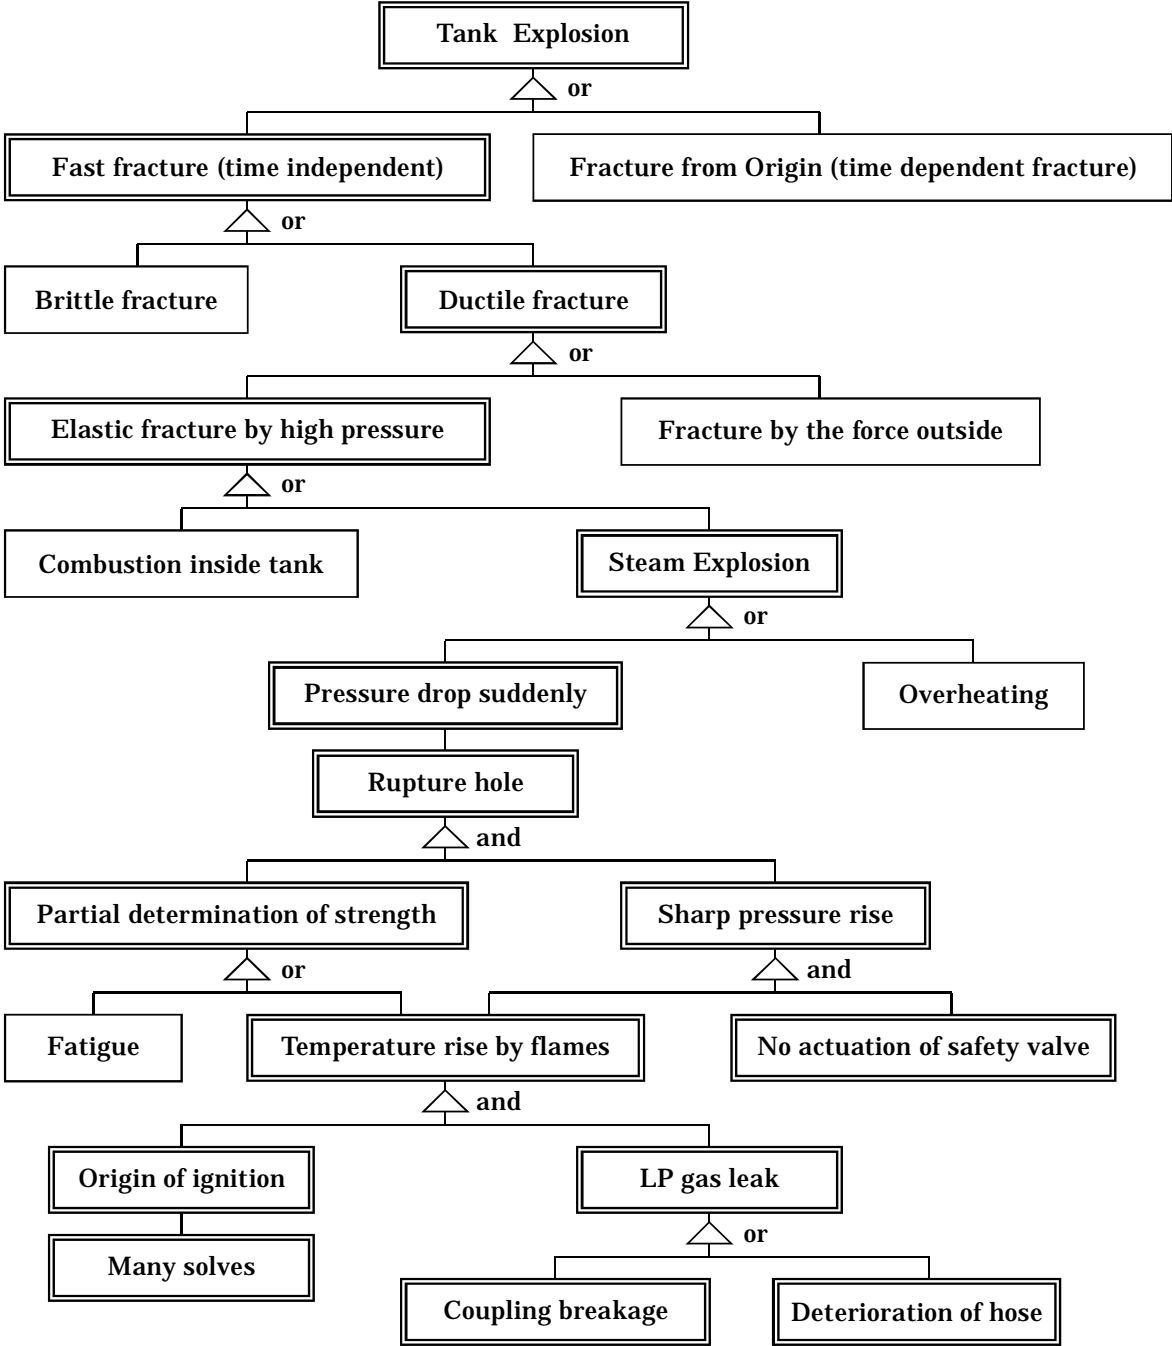 Tank Explosion
or
Fast fracture (time independent)
Fracture from Origin (time dependent fracture)
or
Brittle fracture
Ductile fracture
or
Elastic fracture by high pressure
Fracture by the force outside
or
Combustion inside tank
Steam Explosion
or
Pressure drop suddenly
Overheating
Rupture hole
and
Partial determination of strength
Sharp pressure rise
or
and
Fatigue
Temperature rise by flames
No actuation of safety valve
and
Origin of ignition
LP gas leak
or
Many solves
Coupling breakage
Deterioration of hose